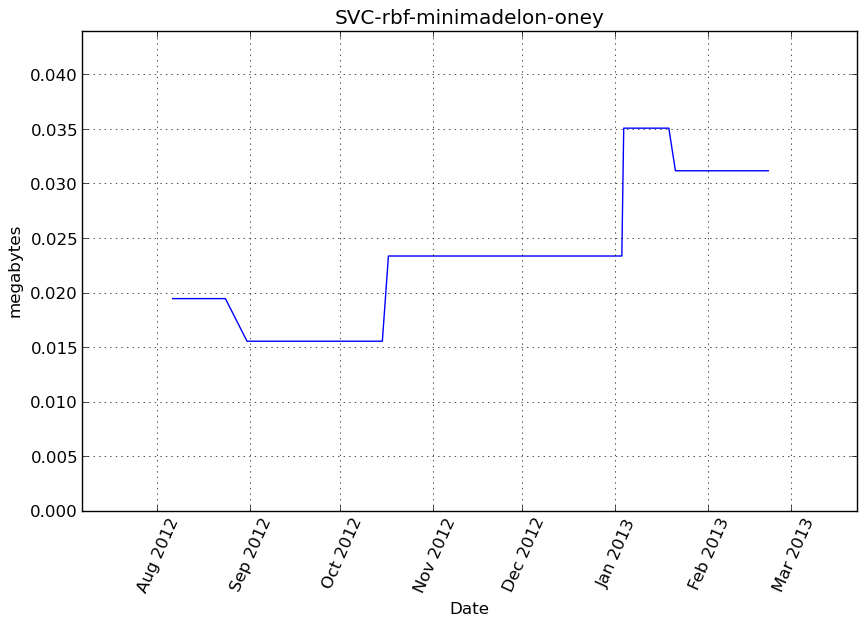 SVC-rbf-minimadelon-oney
0.040
0.035
0.030
0.025
0.020
0.015
0.010
0.005
0.000
megabytes
Aug 2012
Sep 2012
Oct 2012
Nov 2012
Dec 2012
Jan 2013
Feb 2013
Mar 2013
Date